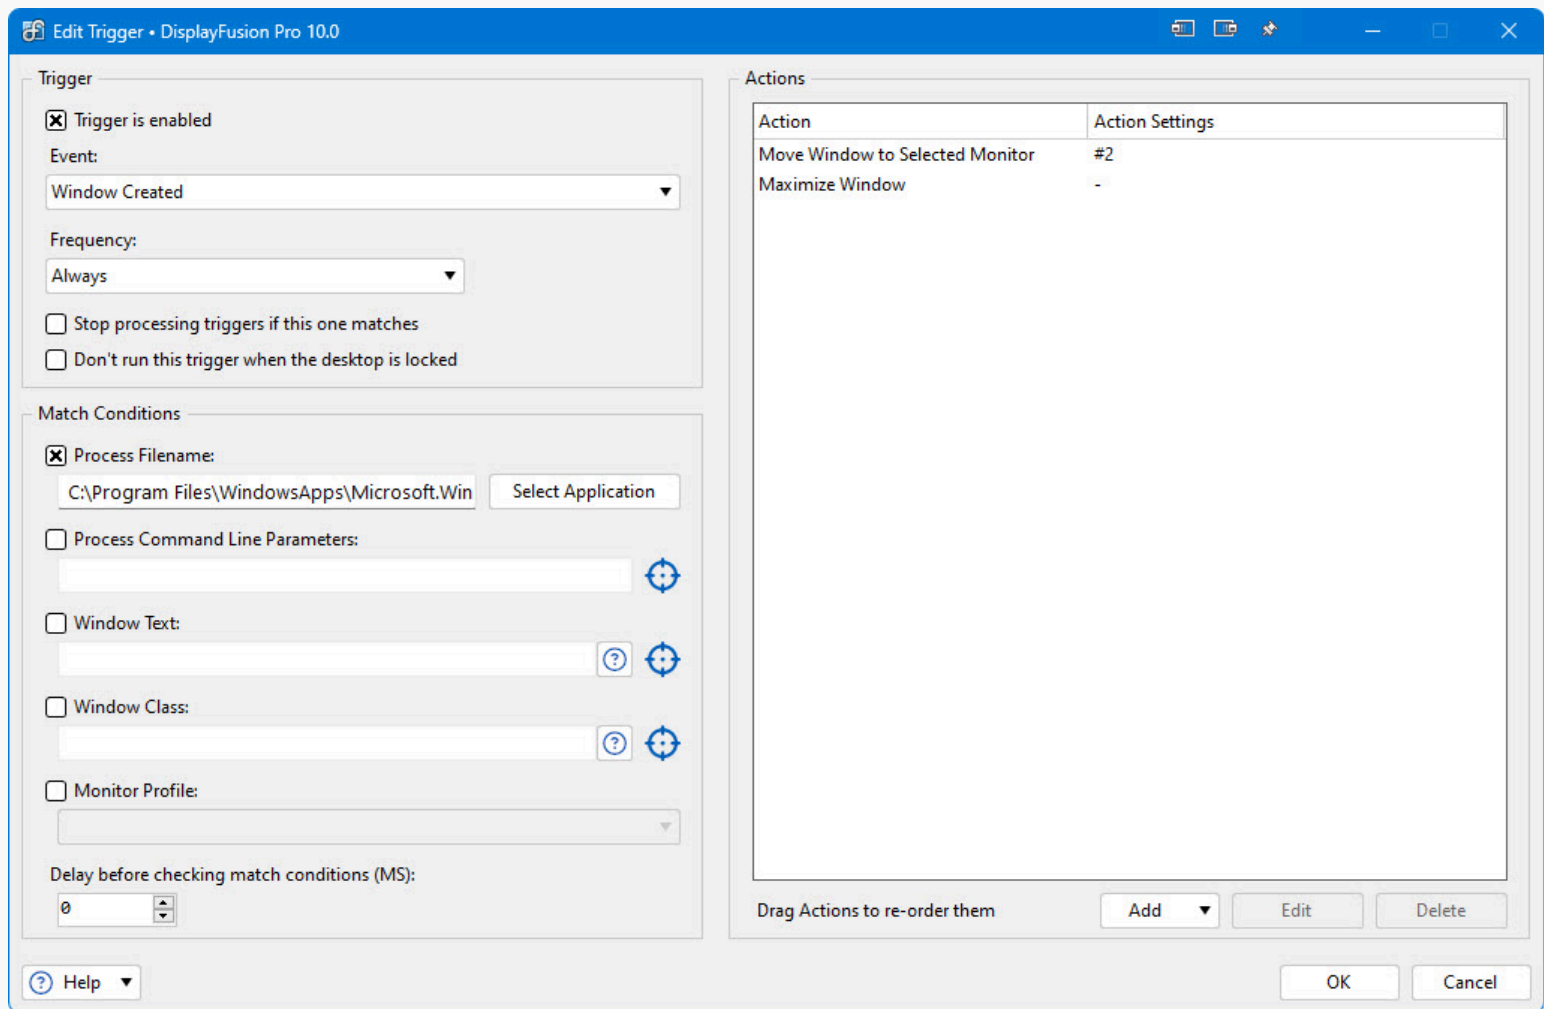 Edit Trigger • DisplayFusion Pro 10.0
Trigger
Trigger is enabled
Event:
Window Created
Frequency:
Always
Stop processing triggers if this one matches
Don't run this trigger when the desktop is locked
Match Conditions
Process Filename:
C:\Program Files\WindowsApps\Microsoft.Win
Select Application
Process Command Line Parameters:
Window Text:
?
Window Class:
?
Monitor Profile:
Delay before checking match conditions (MS):
0
? Help
Actions
Action Action Settings
Move Window to Selected Monitor #2
Maximize Window -
Drag Actions to re-order them
Add
Edit
Delete
OK
Cancel